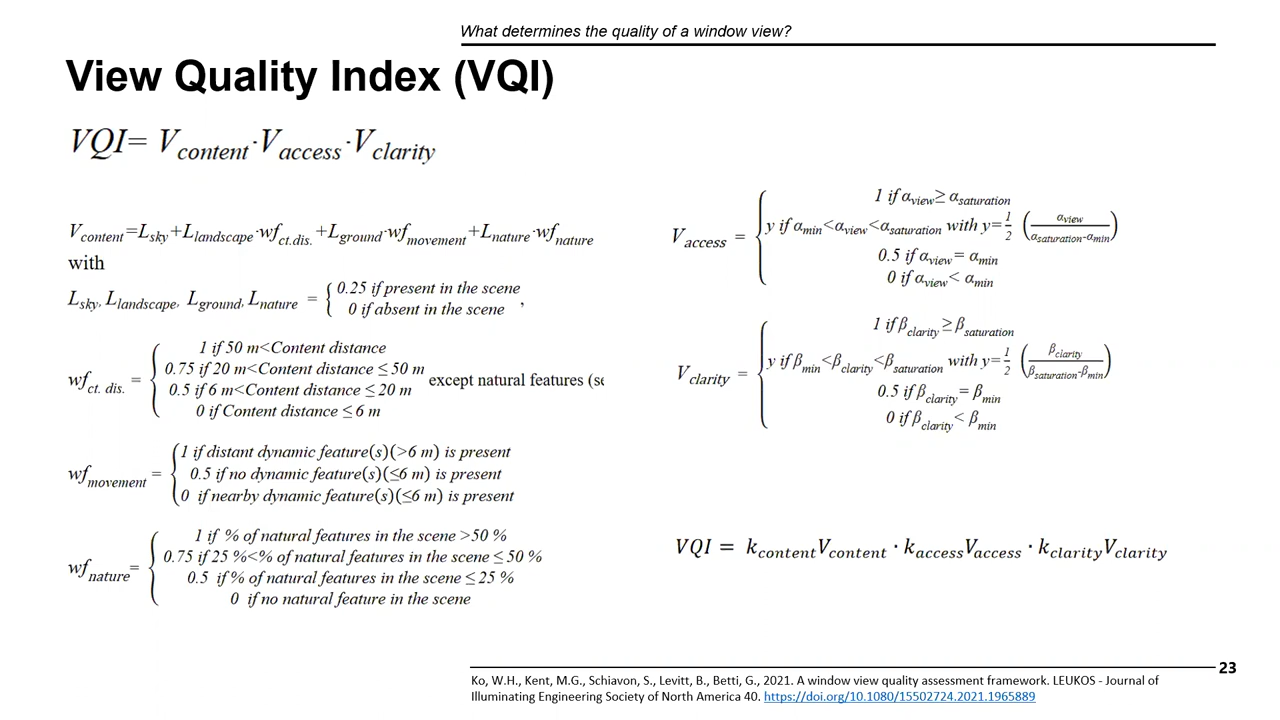 What determines the quality of a window view?
View Quality Index (VQI)
VQI= V_content·V_access·V_clarity
V_content=L_sky+L_landscape·wf_ct.dis.+L_ground·wf_movement+L_nature·wf_nature
with
L_sky, L_landscape, L_ground, L_nature = { 0.25 if present in the scene
0 if absent in the scene ,
wf_ct. dis. = { 1 if 50 m<Content distance
0.75 if 20 m<Content distance ≤50 m
0.5 if 6 m<Content distance ≤20 m
0 if Content distance ≤6 m
except natural features (se
wf_movement = { 1 if distant dynamic feature(s)(>6 m) is present
0.5 if no dynamic feature(s)(≤6 m) is present
0 if nearby dynamic feature(s)(≤6 m) is present
wf_nature= { 1 if % of natural features in the scene >50 %
0.75 if 25 %<% of natural features in the scene ≤50 %
0.5 if % of natural features in the scene ≤25 %
0 if no natural feature in the scene
V_access = { 1 if α_view≥ α_saturation
y if α_min<α_view<α_saturation with y=1/2 (α_view/(α_saturation-α_min))
0.5 if α_view= α_min
0 if α_view< α_min
V_clarity = { 1 if β_clarity≥β_saturation
y if β_min<β_clarity<β_saturation with y=1/2 (β_clarity/(β_saturation-β_min))
0.5 if β_clarity= β_min
0 if β_clarity< β_min
VQI = k_content V_content · k_access V_access · k_clarity V_clarity
23
Ko, W.H., Kent, M.G., Schiavon, S., Levitt, B., Betti, G., 2021. A window view quality assessment framework. LEUKOS - Journal of
Illuminating Engineering Society of North America 40. https://doi.org/10.1080/15502724.2021.1965889